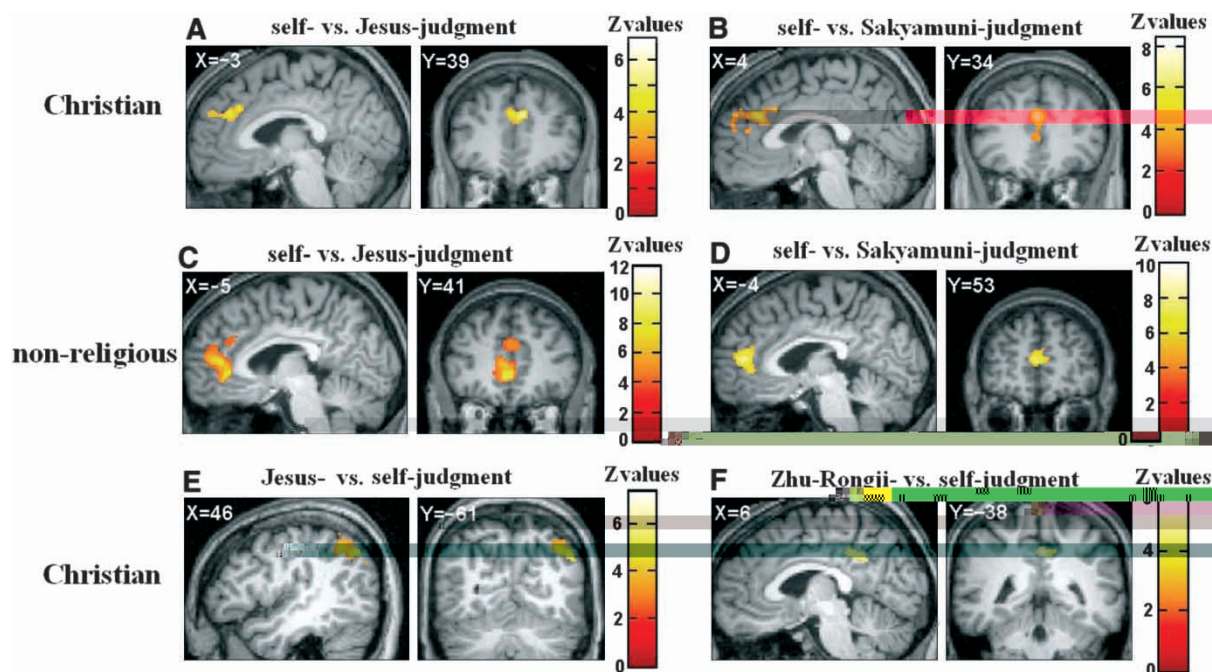 A self- vs. Jesus-judgment Zvalues
X=-3 Y=39
6
4
2
0
B self- vs. Sakyamuni-judgment Zvalues
X=4 Y=34
8
6
4
2
0
Christian
C self- vs. Jesus-judgment Zvalues
X=-5 Y=41
12
10
8
6
4
2
0
D self- vs. Sakyamuni-judgment Zvalues
X=-4 Y=53
10
8
6
4
2
0
non-religious
E Jesus- vs. self-judgment Zvalues
X=46 Y=-61
6
4
2
0
F Zhu-Rongji- vs. self-judgment Zvalues
X=6 Y=-38
4
2
0
Christian